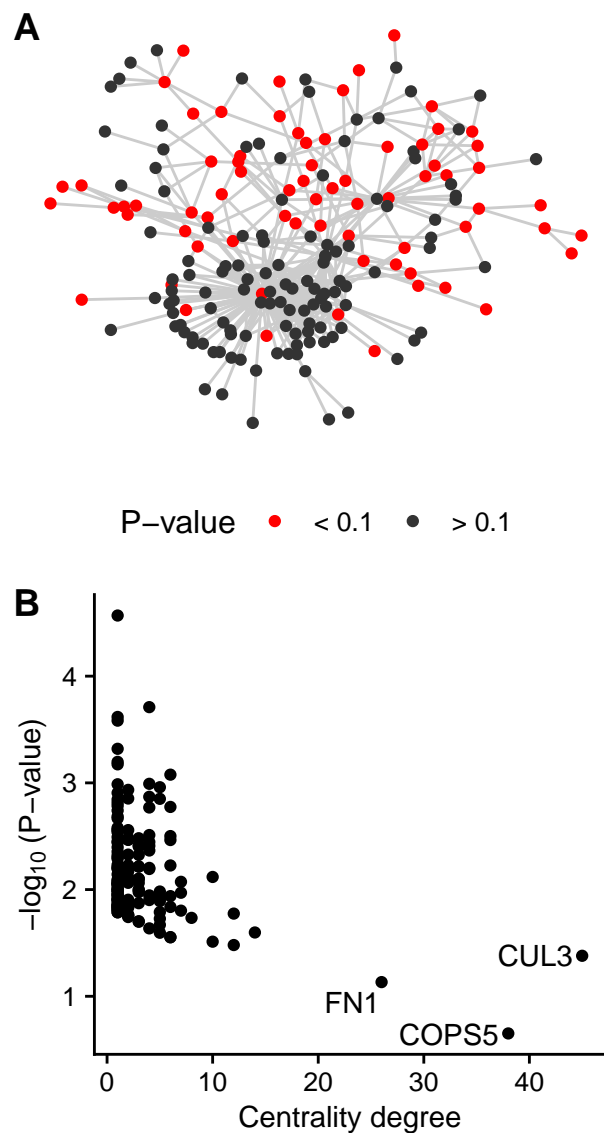 A
P−value < 0.1 > 0.1
B
−log₁₀ (P−value)
4
3
2
1
CUL3
FN1
COPS5
0 10 20 30 40
Centrality degree